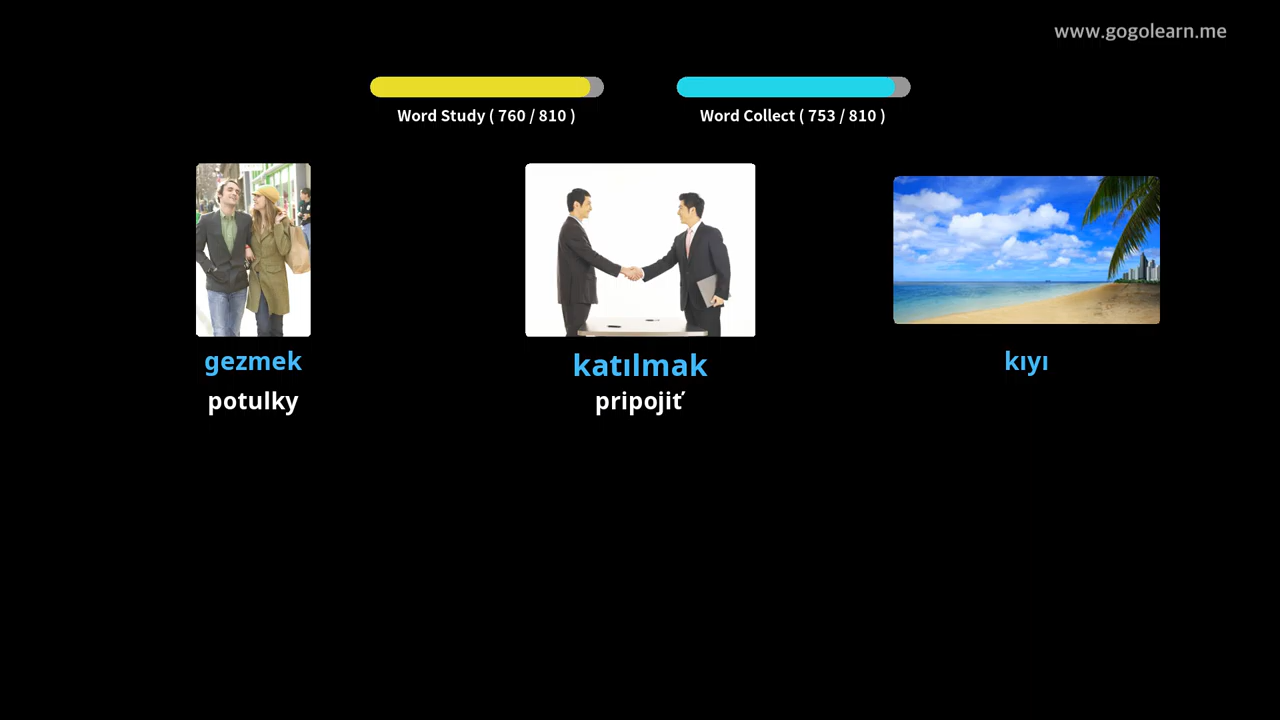 www.gogolearn.me
Word Study ( 760 / 810 )
Word Collect ( 753 / 810 )
gezmek
potulky
katılmak
pripojiť
kıyı